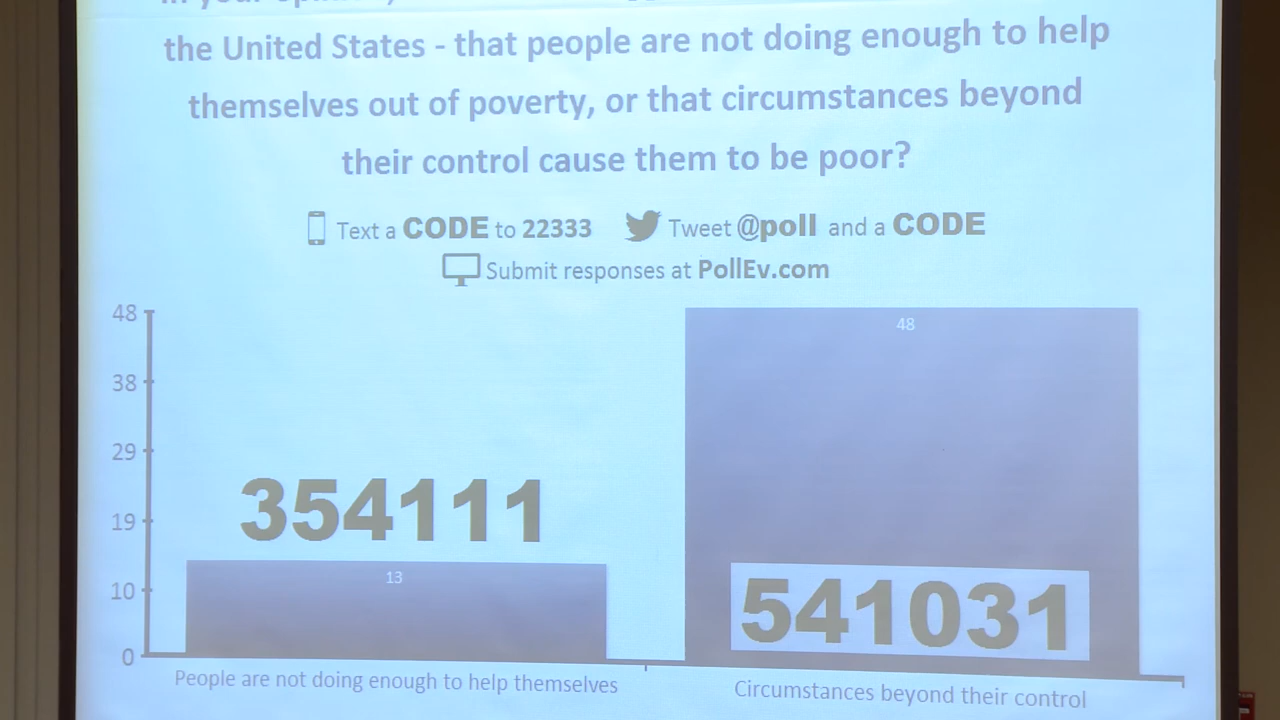 the United States - that people are not doing enough to help
themselves out of poverty, or that circumstances beyond
their control cause them to be poor?
Text a CODE to 22333 Tweet @poll and a CODE
Submit responses at PollEv.com
48
38
29
19
10
0
48
354111
13
541031
People are not doing enough to help themselves
Circumstances beyond their control